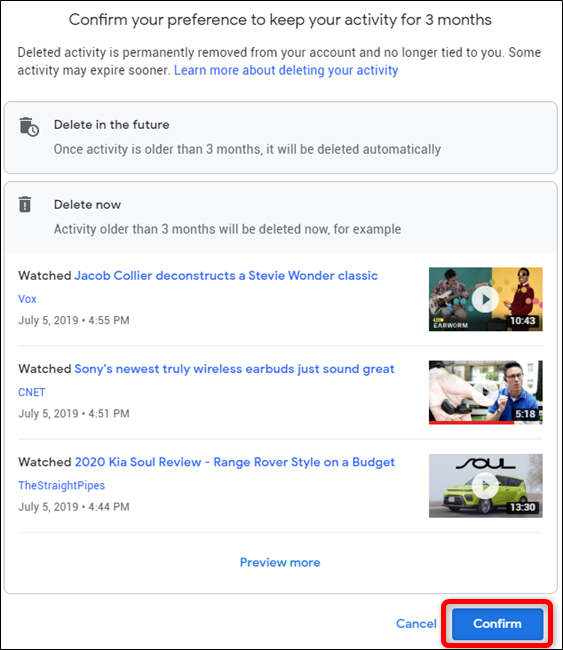 Confirm your preference to keep your activity for 3 months
Deleted activity is permanently removed from your account and no longer tied to you. Some
activity may expire sooner. Learn more about deleting your activity
Delete in the future
Once activity is older than 3 months, it will be deleted automatically
Delete now
Activity older than 3 months will be deleted now, for example
Watched Jacob Collier deconstructs a Stevie Wonder classic
Vox
July 5, 2019 • 4:55 PM
EARWORM
10:43
Watched Sony's newest truly wireless earbuds just sound great
CNET
July 5, 2019 • 4:51 PM
5:18
Watched 2020 Kia Soul Review - Range Rover Style on a Budget
TheStraightPipes
July 5, 2019 • 4:44 PM
SOUL
13:30
Preview more
Cancel
Confirm